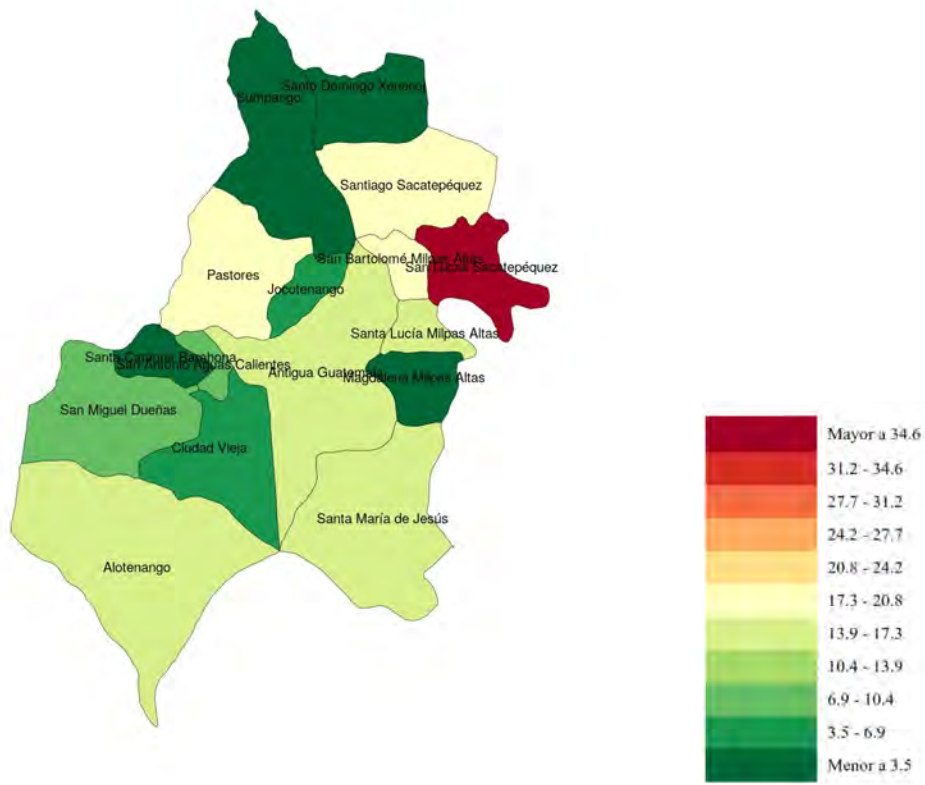 Sumpango
Santo Domingo Xenonoj
Santiago Sacatepéquez
San Bartolomé Milpas Altas
San Lucas Sacatepéquez
Pastores
Jocotenango
Santa Lucía Milpas Altas
Santa Catarina Barahona
San Antonio Aguas Calientes
Antigua Guatemala
Magdalena Milpas Altas
San Miguel Dueñas
Ciudad Vieja
Santa María de Jesús
Alotenango
Mayor a 34.6
31.2 - 34.6
27.7 - 31.2
24.2 - 27.7
20.8 - 24.2
17.3 - 20.8
13.9 - 17.3
10.4 - 13.9
6.9 - 10.4
3.5 - 6.9
Menor a 3.5